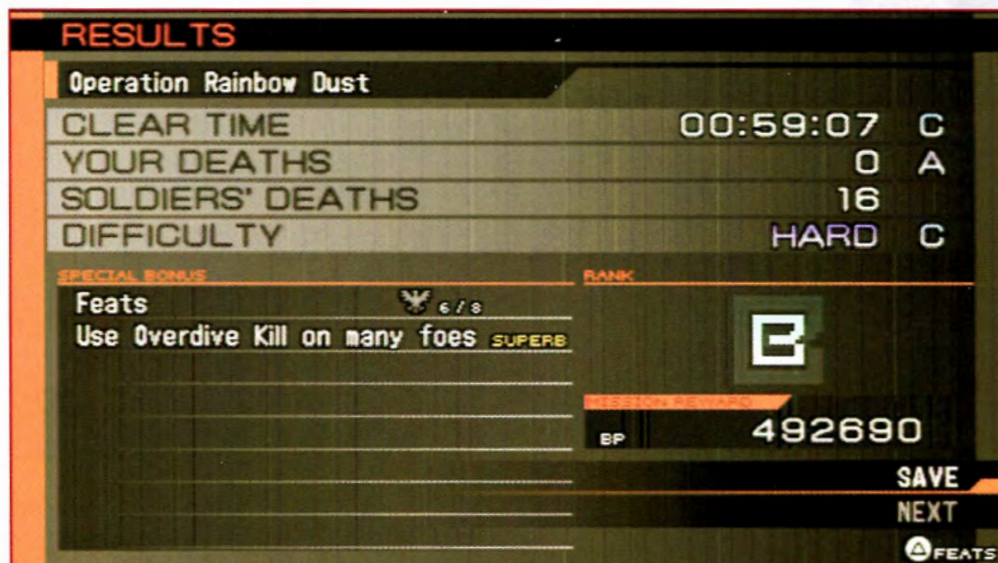 RESULTS
Operation Rainbow Dust
CLEAR TIME 00:59:07 C
YOUR DEATHS 0 A
SOLDIERS' DEATHS 16
DIFFICULTY HARD C
SPECIAL BONUS
Feats 6/8
Use Overdive Kill on many foes SUPERB
RANK
B
MISSION REWARD
BP 492690
SAVE
NEXT
FEATS